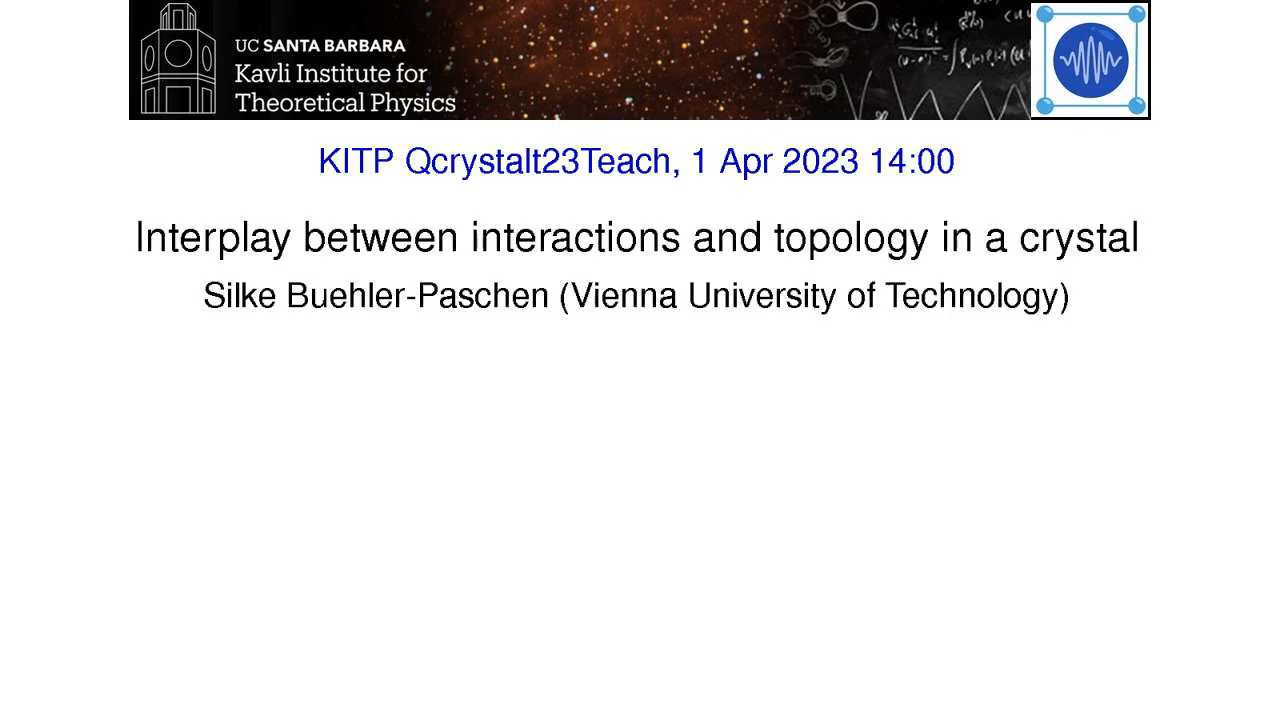 UC SANTA BARBARA
Kavli Institute for
Theoretical Physics
KITP Qcrystalt23Teach, 1 Apr 2023 14:00
Interplay between interactions and topology in a crystal
Silke Buehler-Paschen (Vienna University of Technology)